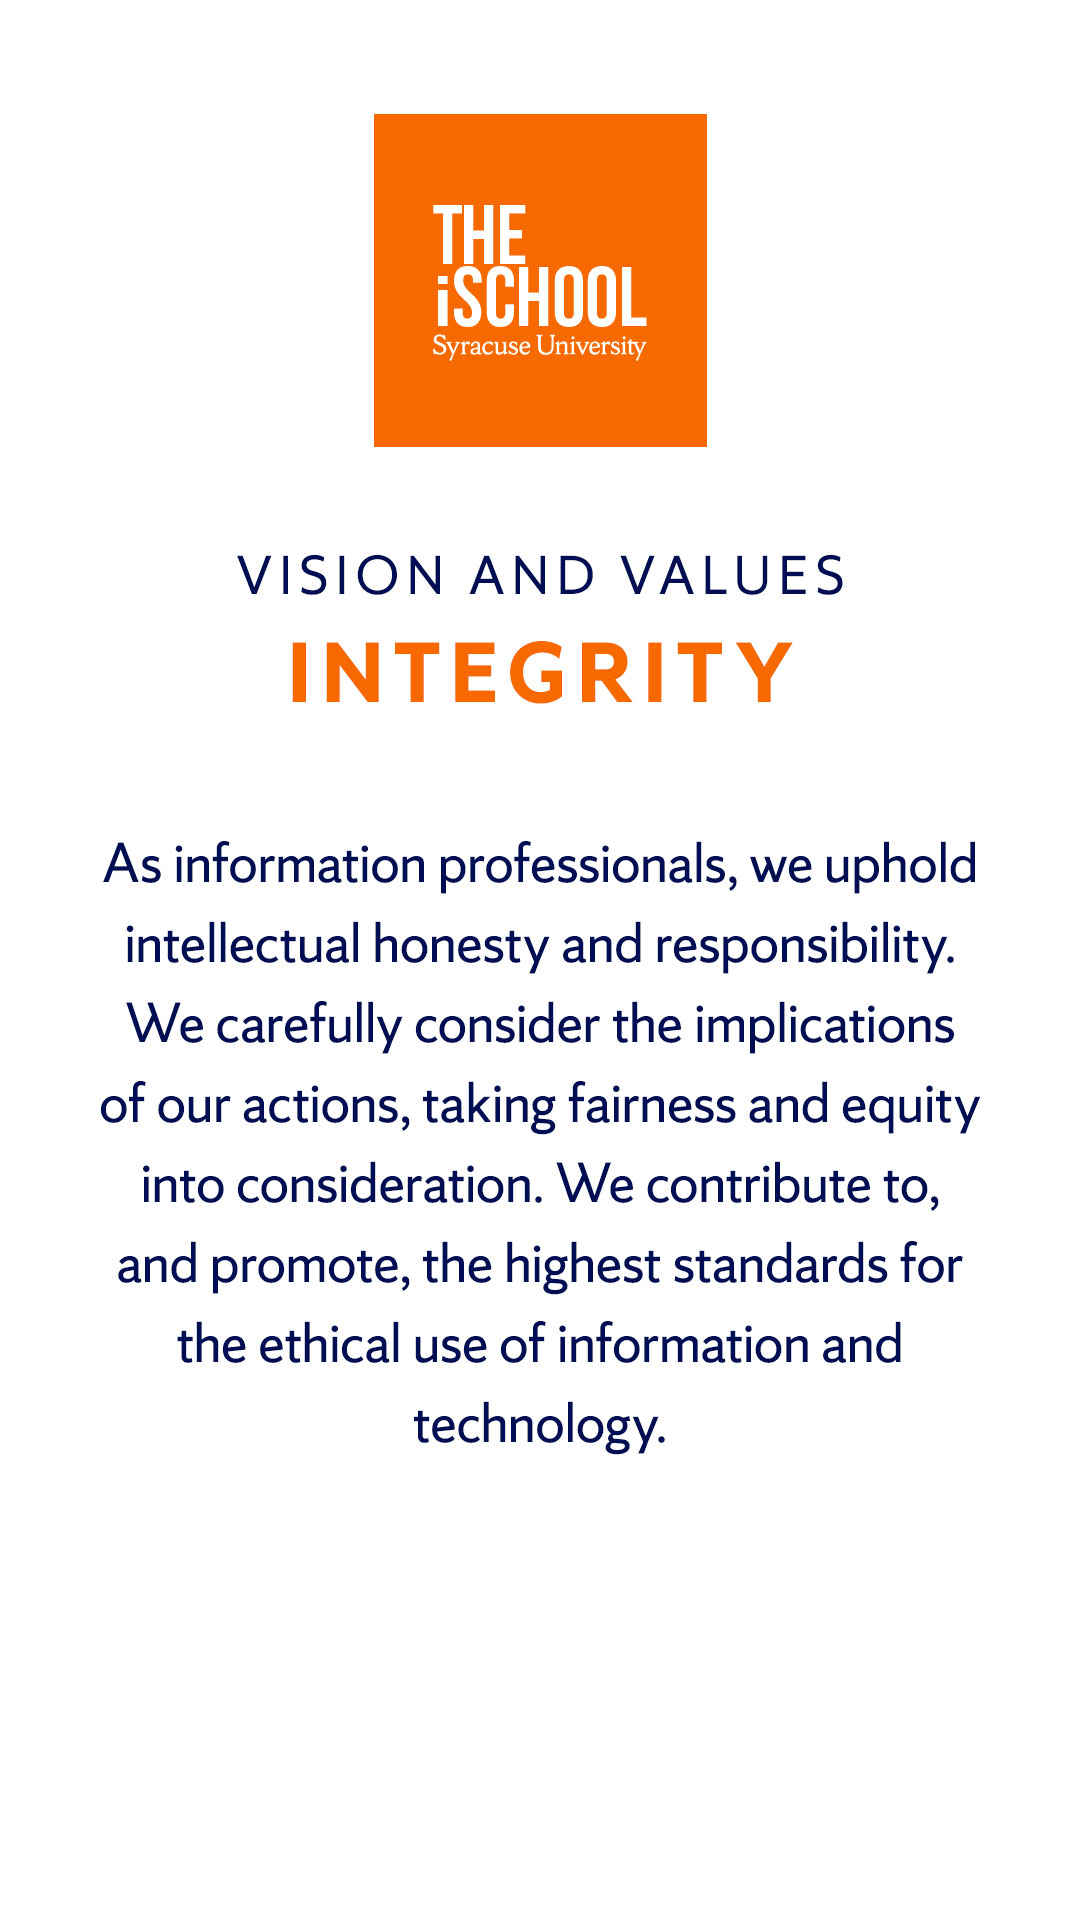 THE
iSCHOOL
Syracuse University
VISION AND VALUES
INTEGRITY
As information professionals, we uphold
intellectual honesty and responsibility.
We carefully consider the implications
of our actions, taking fairness and equity
into consideration. We contribute to,
and promote, the highest standards for
the ethical use of information and
technology.